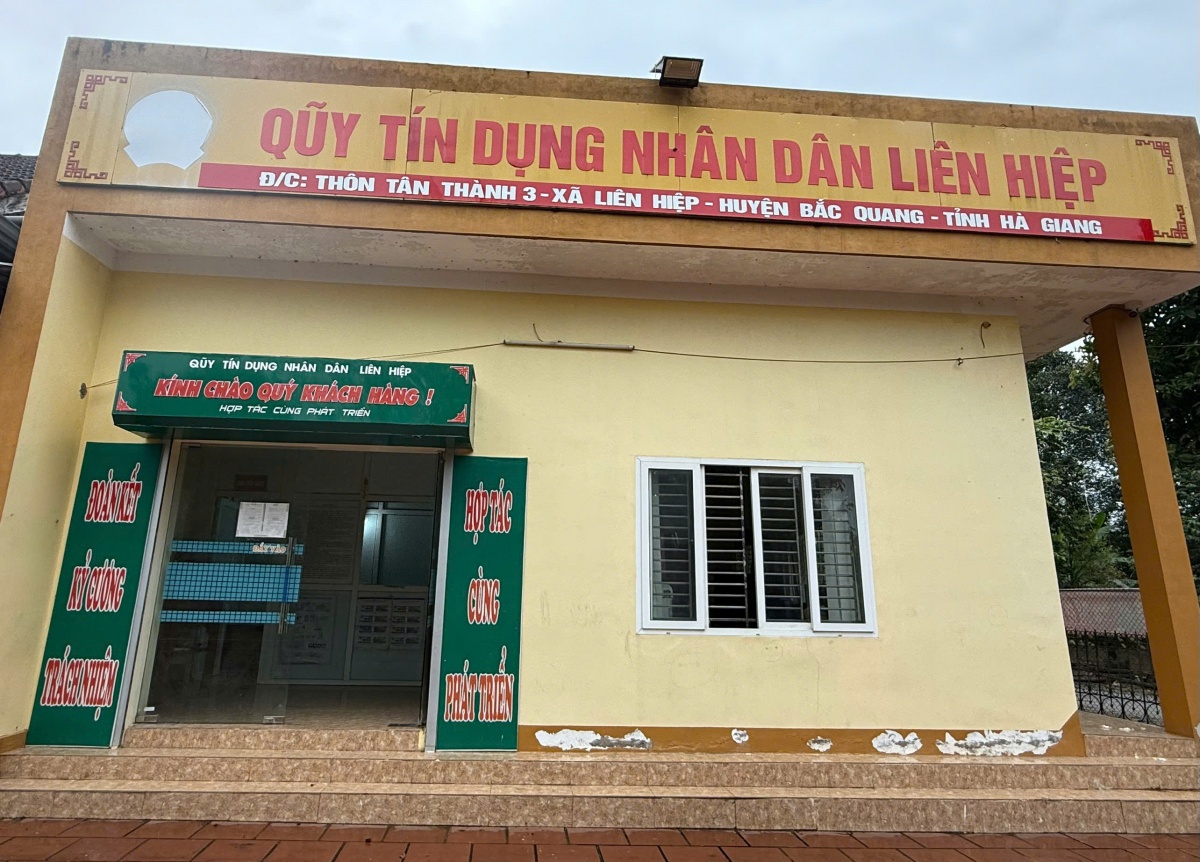 QŨY TÍN DỤNG NHÂN DÂN LIÊN HIỆP
Đ/C: THÔN TÂN THÀNH 3 - XÃ LIÊN HIỆP - HUYỆN BẮC QUANG - TỈNH HÀ GIANG
QŨY TÍN DỤNG NHÂN DÂN LIÊN HIỆP
KÍNH CHÀO QUÝ KHÁCH HÀNG !
HỢP TÁC CÙNG PHÁT TRIỂN
ĐOÀN KẾT
KỶ CƯƠNG
TRÁCH NHIỆM
ĐẨY VÀO
HỢP TÁC
CÙNG
PHÁT TRIỂN